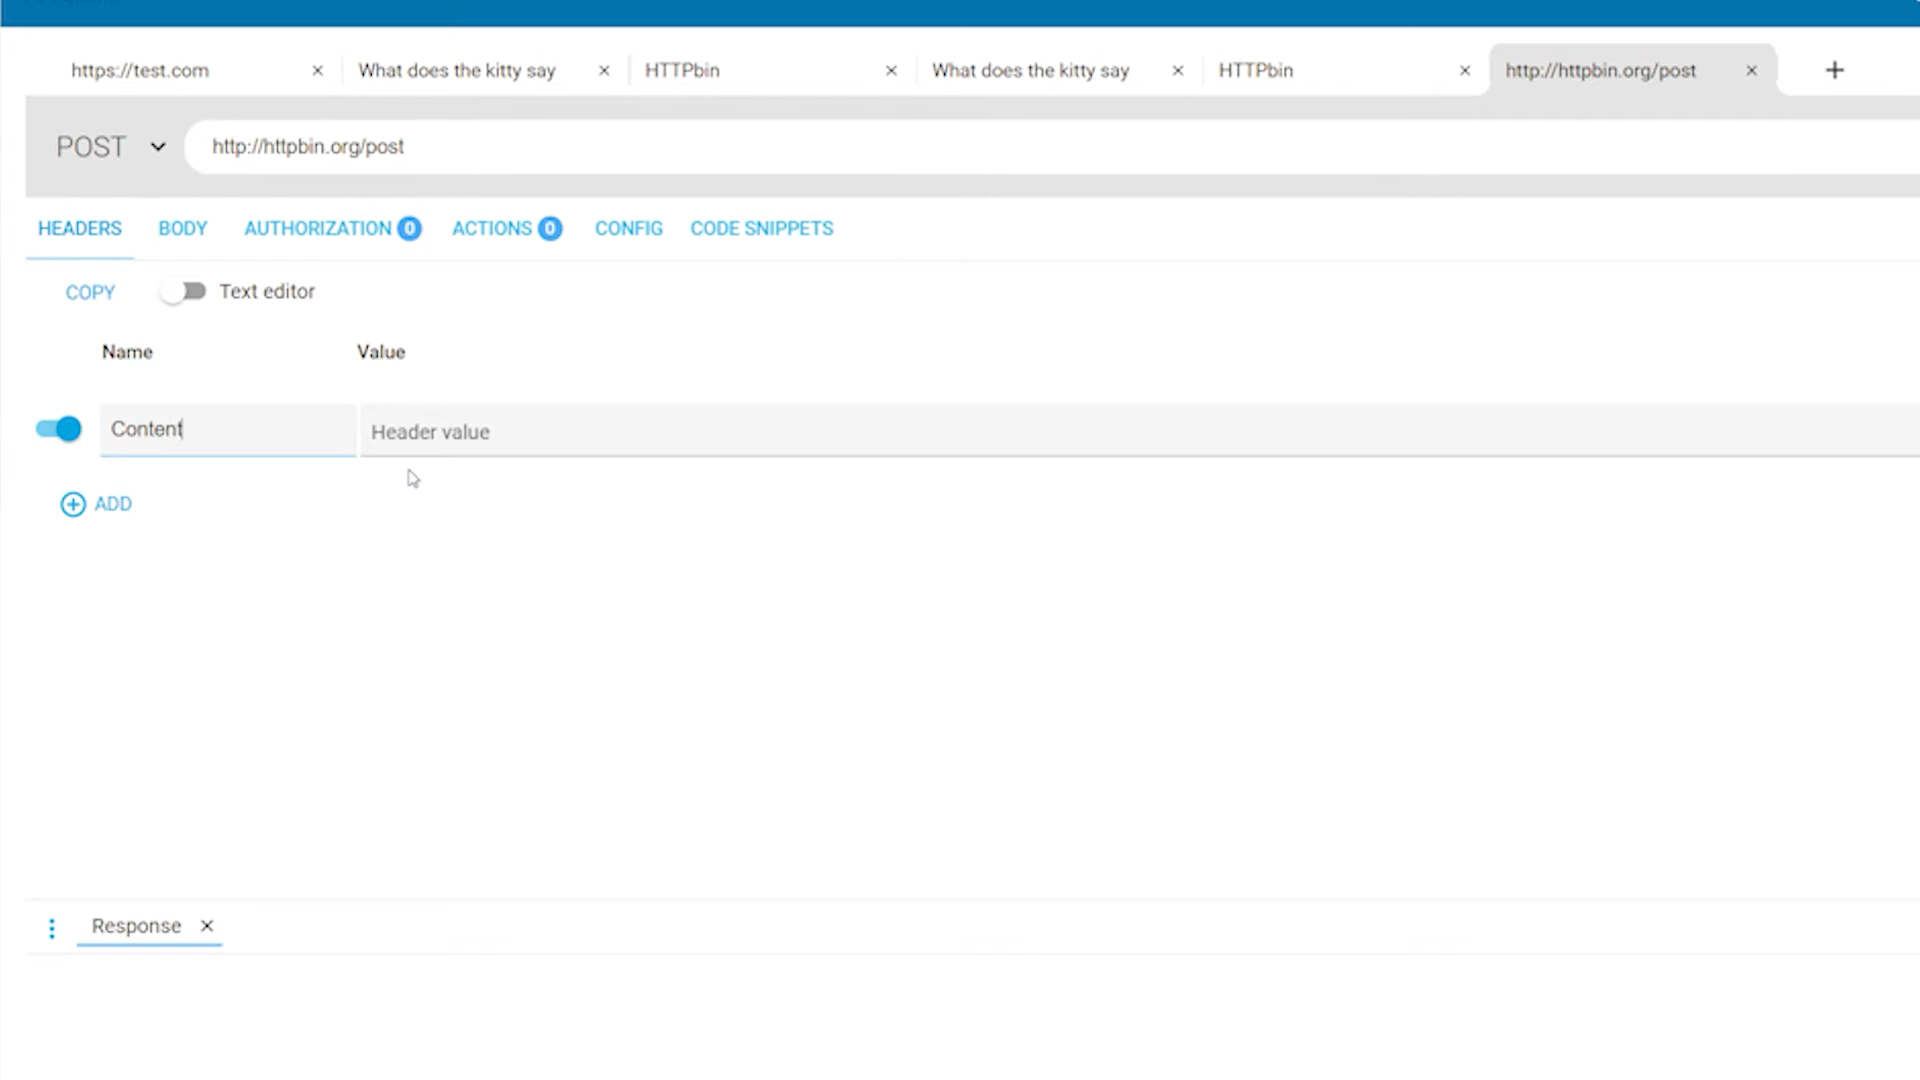 https://test.com What does the kitty say HTTPbin What does the kitty say HTTPbin http://httpbin.org/post
POST http://httpbin.org/post
HEADERS BODY AUTHORIZATION 0 ACTIONS 0 CONFIG CODE SNIPPETS
COPY Text editor
Name Value
Content Header value
ADD
Response